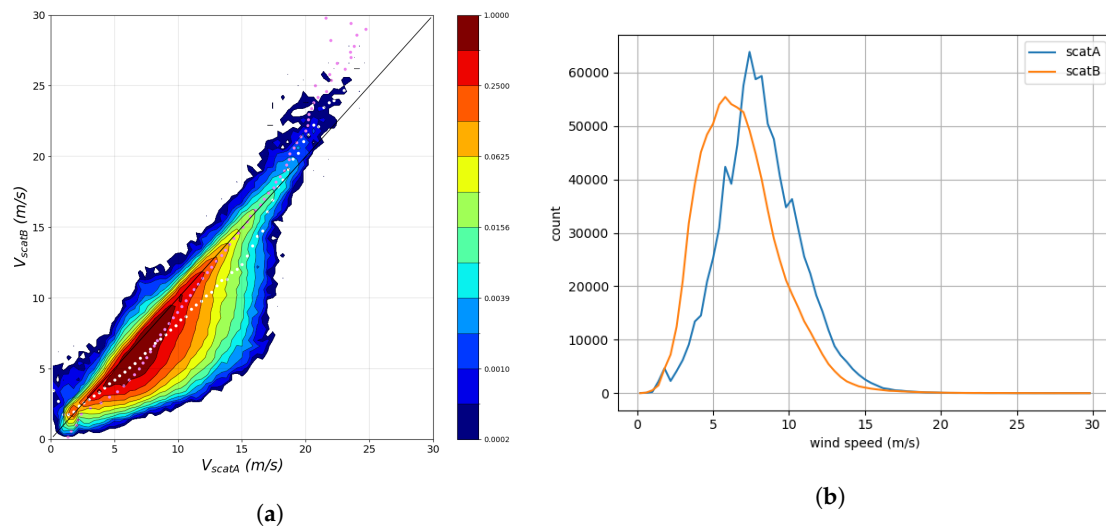 30
25
20
15
10
5
0
V_scatB (m/s)
0 5 10 15 20 25 30
V_scatA (m/s)
1.0000
0.2500
0.0625
0.0156
0.0039
0.0010
0.0002
(a)
scatA
scatB
60000
50000
40000
30000
20000
10000
0
count
0 5 10 15 20 25 30
wind speed (m/s)
(b)